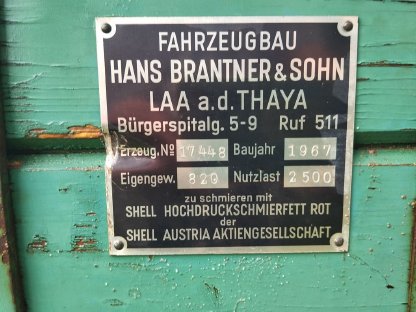 FAHRZEUGBAU
HANS BRANTNER & SOHN
LAA a.d. THAYA
Bürgerspitalg. 5-9 Ruf 511
Erzeug. No 17448 Baujahr 1967
Eigengew. 820 Nutzlast 2500
zu schmieren mit
SHELL HOCHDRUCKSCHMIERFETT ROT
der
SHELL AUSTRIA AKTIENGESELLSCHAFT